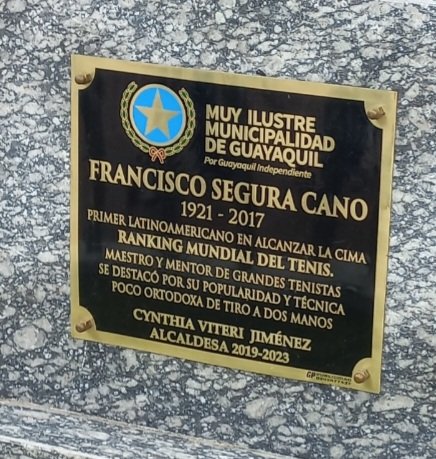 MUY ILUSTRE
MUNICIPALIDAD
DE GUAYAQUIL
Por Guayaquil Independiente
FRANCISCO SEGURA CANO
1921 - 2017
PRIMER LATINOAMERICANO EN ALCANZAR LA CIMA
RANKING MUNDIAL DEL TENIS.
MAESTRO Y MENTOR DE GRANDES TENISTAS
SE DESTACÓ POR SU POPULARIDAD Y TÉCNICA
POCO ORTODOXA DE TIRO A DOS MANOS
CYNTHIA VITERI JIMÉNEZ
ALCALDESA 2019-2023
GP